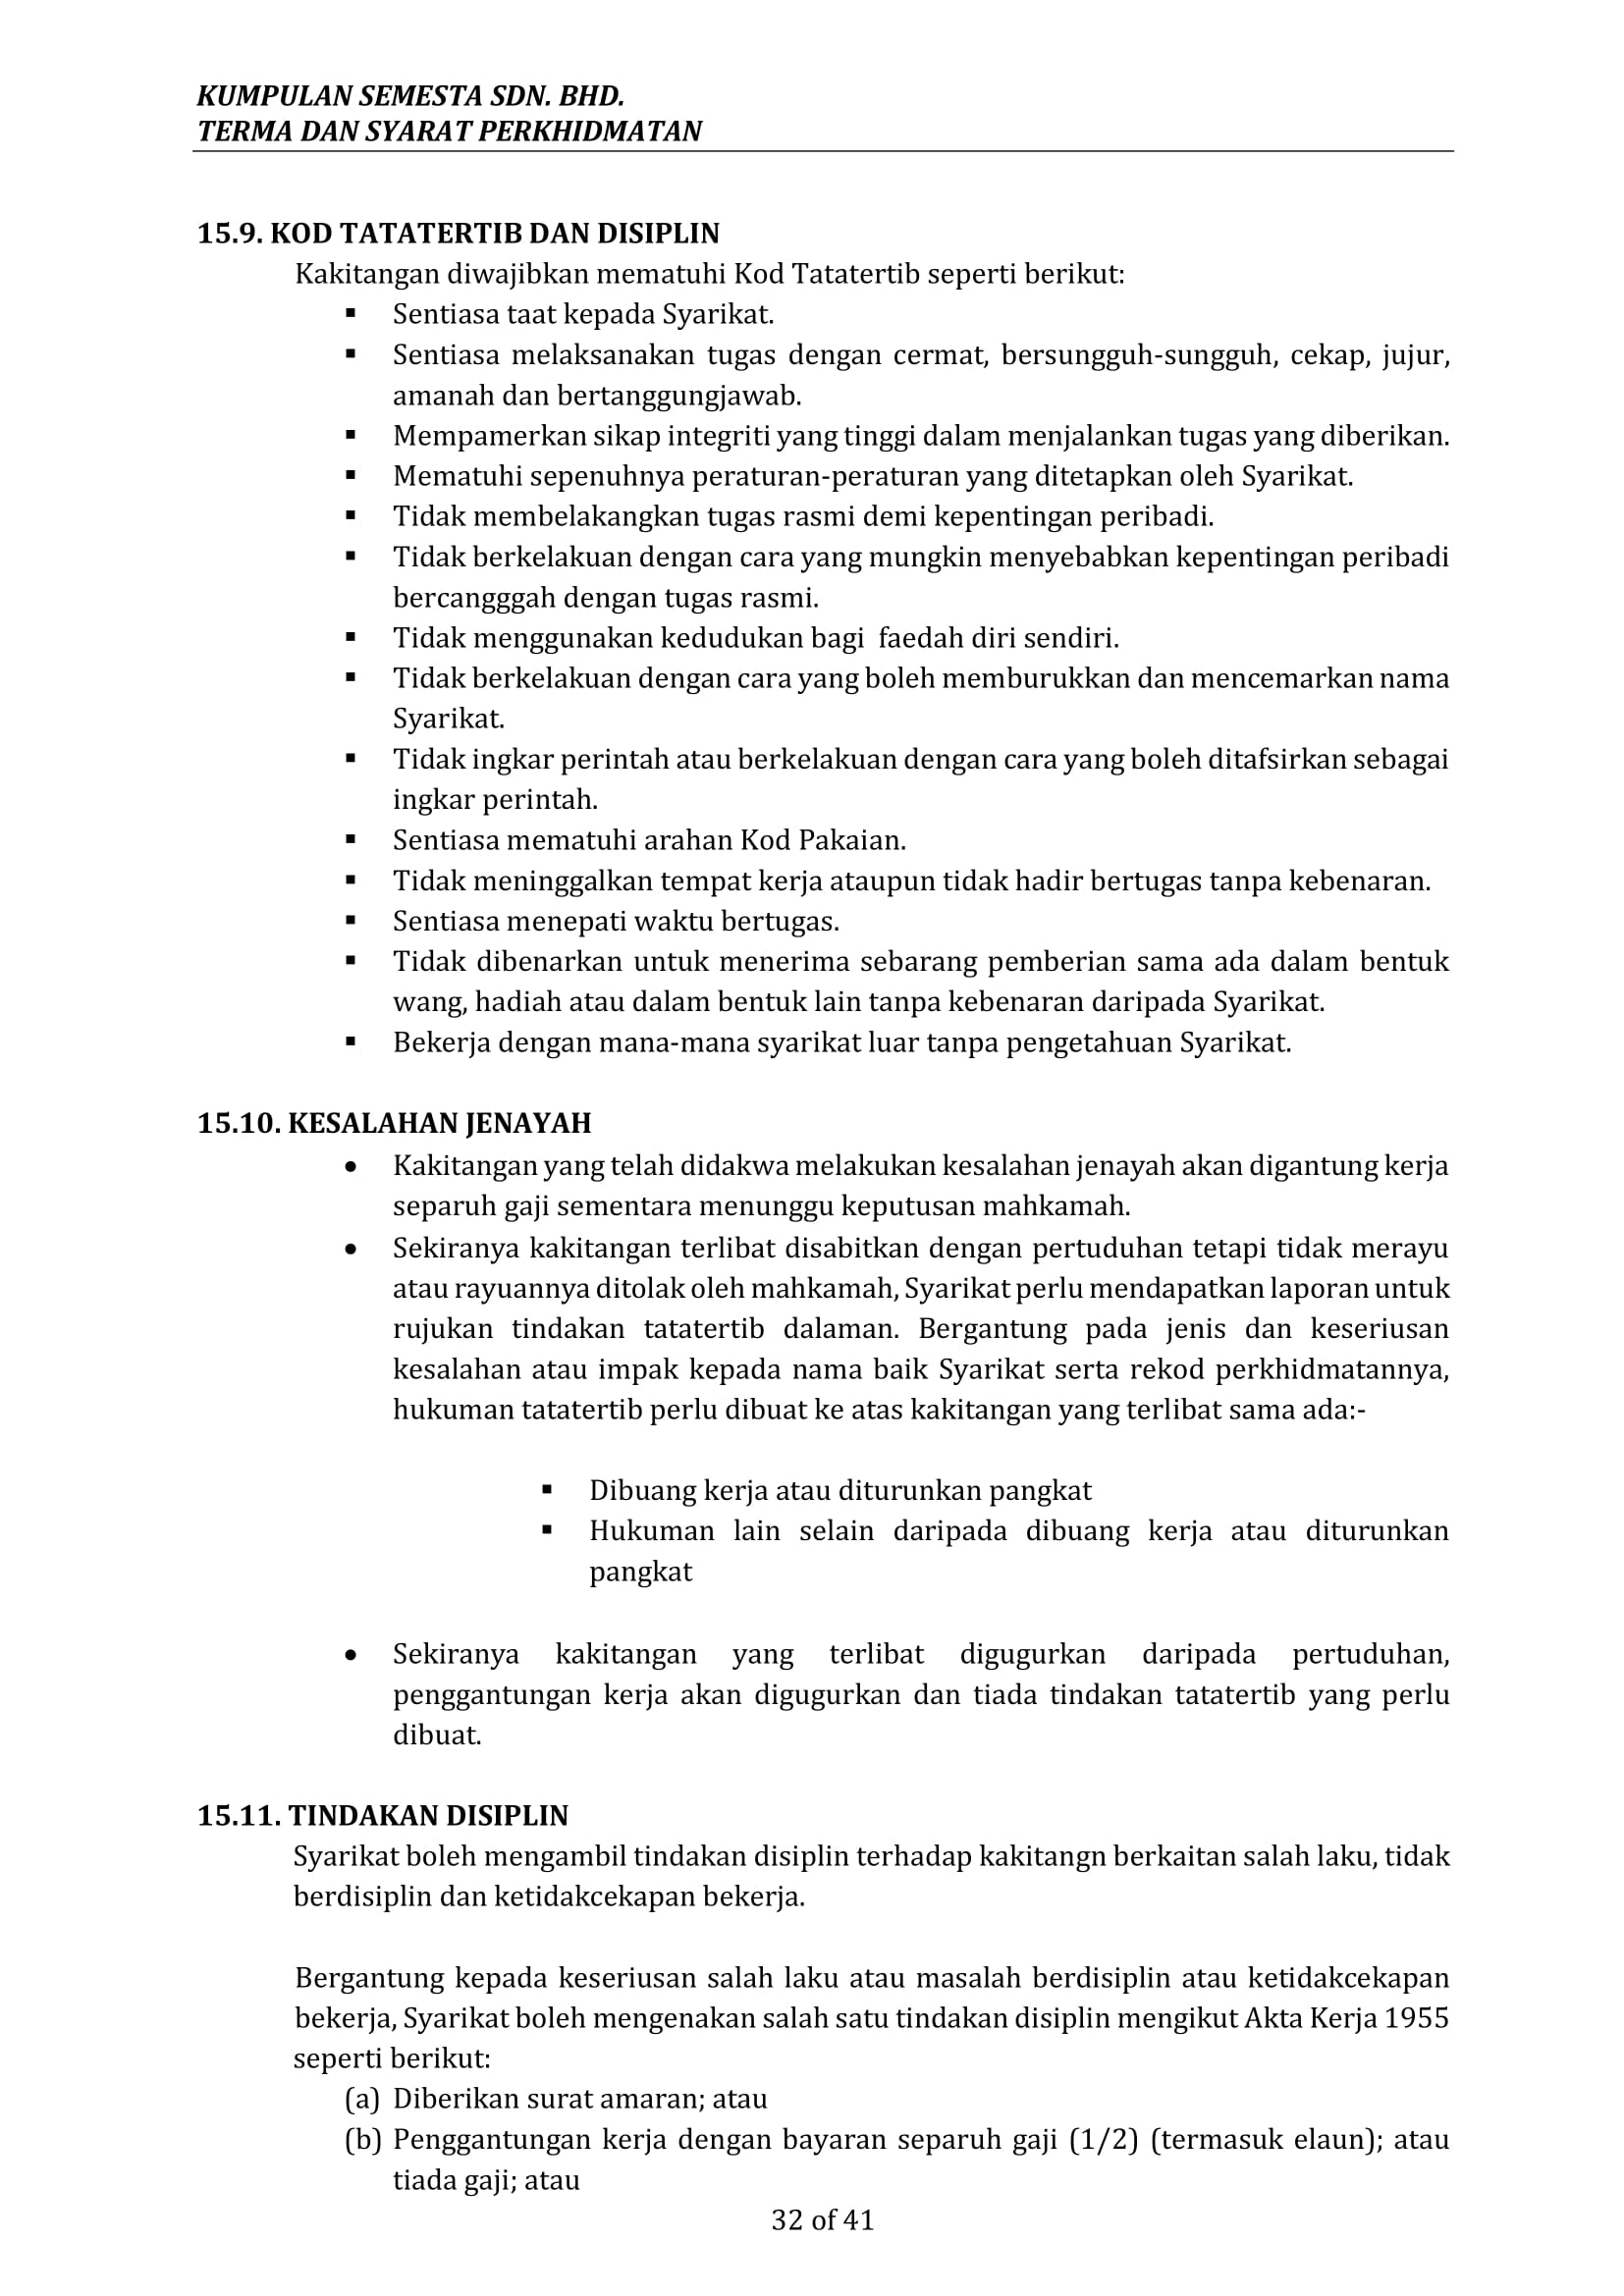 KUMPULAN SEMESTA SDN. BHD.
TERMA DAN SYARAT PERKHIDMATAN
15.9. KOD TATATERTIB DAN DISIPLIN
Kakitangan diwajibkan mematuhi Kod Tatatertib seperti berikut:
▪ Sentiasa taat kepada Syarikat.
▪ Sentiasa melaksanakan tugas dengan cermat, bersungguh-sungguh, cekap, jujur,
amanah dan bertanggungjawab.
▪ Mempamerkan sikap integriti yang tinggi dalam menjalankan tugas yang diberikan.
▪ Mematuhi sepenuhnya peraturan-peraturan yang ditetapkan oleh Syarikat.
▪ Tidak membelakangkan tugas rasmi demi kepentingan peribadi.
▪ Tidak berkelakuan dengan cara yang mungkin menyebabkan kepentingan peribadi
bercangggah dengan tugas rasmi.
▪ Tidak menggunakan kedudukan bagi  faedah diri sendiri.
▪ Tidak berkelakuan dengan cara yang boleh memburukkan dan mencemarkan nama
Syarikat.
▪ Tidak ingkar perintah atau berkelakuan dengan cara yang boleh ditafsirkan sebagai
ingkar perintah.
▪ Sentiasa mematuhi arahan Kod Pakaian.
▪ Tidak meninggalkan tempat kerja ataupun tidak hadir bertugas tanpa kebenaran.
▪ Sentiasa menepati waktu bertugas.
▪ Tidak dibenarkan untuk menerima sebarang pemberian sama ada dalam bentuk
wang, hadiah atau dalam bentuk lain tanpa kebenaran daripada Syarikat.
▪ Bekerja dengan mana-mana syarikat luar tanpa pengetahuan Syarikat.
15.10. KESALAHAN JENAYAH
• Kakitangan yang telah didakwa melakukan kesalahan jenayah akan digantung kerja
separuh gaji sementara menunggu keputusan mahkamah.
• Sekiranya kakitangan terlibat disabitkan dengan pertuduhan tetapi tidak merayu
atau rayuannya ditolak oleh mahkamah, Syarikat perlu mendapatkan laporan untuk
rujukan tindakan tatatertib dalaman. Bergantung pada jenis dan keseriusan
kesalahan atau impak kepada nama baik Syarikat serta rekod perkhidmatannya,
hukuman tatatertib perlu dibuat ke atas kakitangan yang terlibat sama ada:-
▪ Dibuang kerja atau diturunkan pangkat
▪ Hukuman lain selain daripada dibuang kerja atau diturunkan
pangkat
• Sekiranya kakitangan yang terlibat digugurkan daripada pertuduhan,
penggantungan kerja akan digugurkan dan tiada tindakan tatatertib yang perlu
dibuat.
15.11. TINDAKAN DISIPLIN
Syarikat boleh mengambil tindakan disiplin terhadap kakitangn berkaitan salah laku, tidak
berdisiplin dan ketidakcekapan bekerja.
Bergantung kepada keseriusan salah laku atau masalah berdisiplin atau ketidakcekapan
bekerja, Syarikat boleh mengenakan salah satu tindakan disiplin mengikut Akta Kerja 1955
seperti berikut:
(a) Diberikan surat amaran; atau
(b) Penggantungan kerja dengan bayaran separuh gaji (1/2) (termasuk elaun); atau
tiada gaji; atau
32 of 41